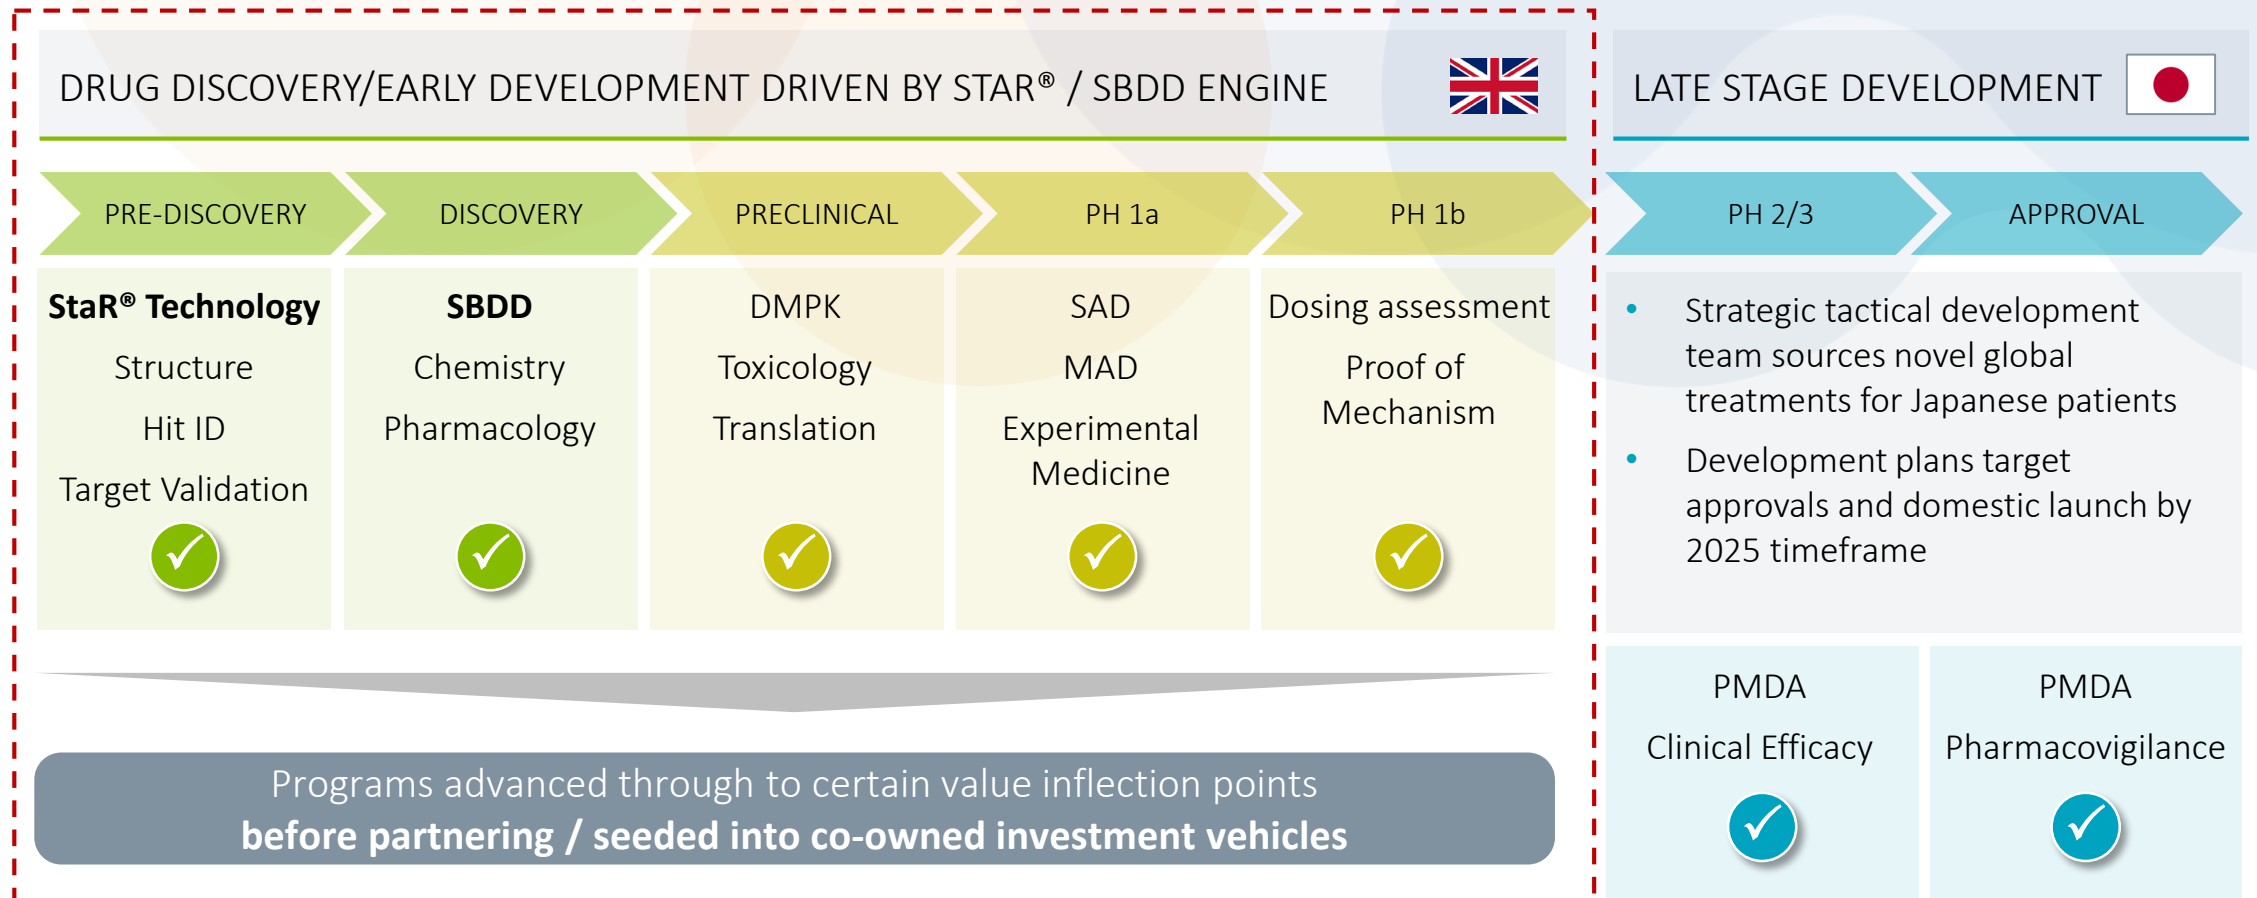 DRUG DISCOVERY/EARLY DEVELOPMENT DRIVEN BY STAR® / SBDD ENGINE
PRE-DISCOVERY
DISCOVERY
PRECLINICAL
PH 1a
PH 1b
StaR® Technology
Structure
Hit ID
Target Validation
SBDD
Chemistry
Pharmacology
DMPK
Toxicology
Translation
SAD
MAD
Experimental
Medicine
Dosing assessment
Proof of
Mechanism
Programs advanced through to certain value inflection points
before partnering / seeded into co-owned investment vehicles
LATE STAGE DEVELOPMENT
PH 2/3
APPROVAL
• Strategic tactical development
team sources novel global
treatments for Japanese patients
• Development plans target
approvals and domestic launch by
2025 timeframe
PMDA
Clinical Efficacy
PMDA
Pharmacovigilance